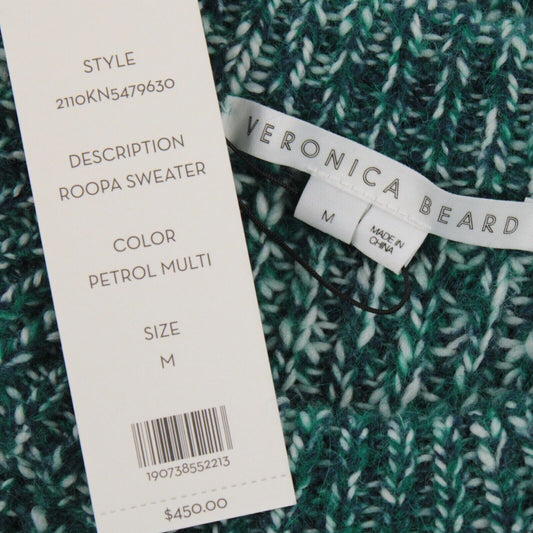 STYLE
2110KN5479630
DESCRIPTION
ROOPA SWEATER
COLOR
PETROL MULTI
SIZE
M
190738552213
$450.00
VERONICA BEARD
M
MADE IN
CHINA